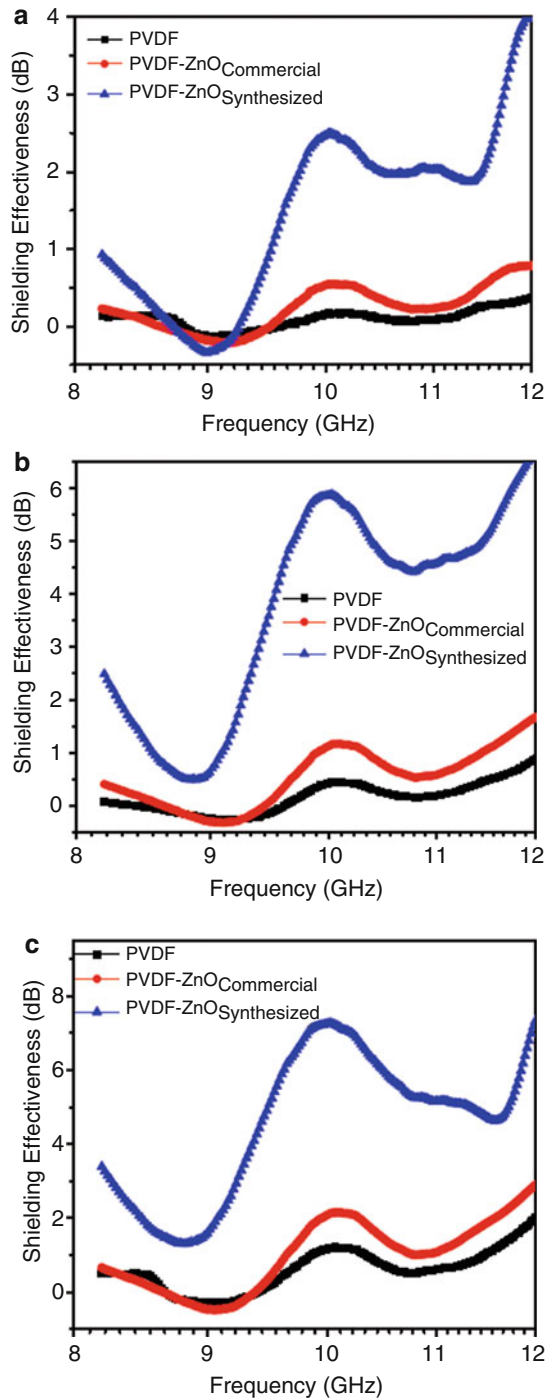 a
4
3
2
1
0
Shielding Effectiveness (dB)
PVDF
PVDF-ZnOCommercial
PVDF-ZnOSynthesized
8
9
10
11
12
Frequency (GHz)
b
6
5
4
3
2
1
0
Shielding Effectiveness (dB)
PVDF
PVDF-ZnOCommercial
PVDF-ZnOSynthesized
8
9
10
11
12
Frequency (GHz)
c
8
6
4
2
0
Shielding Effectiveness (dB)
PVDF
PVDF-ZnOCommercial
PVDF-ZnOSynthesized
8
9
10
11
12
Frequency (GHz)